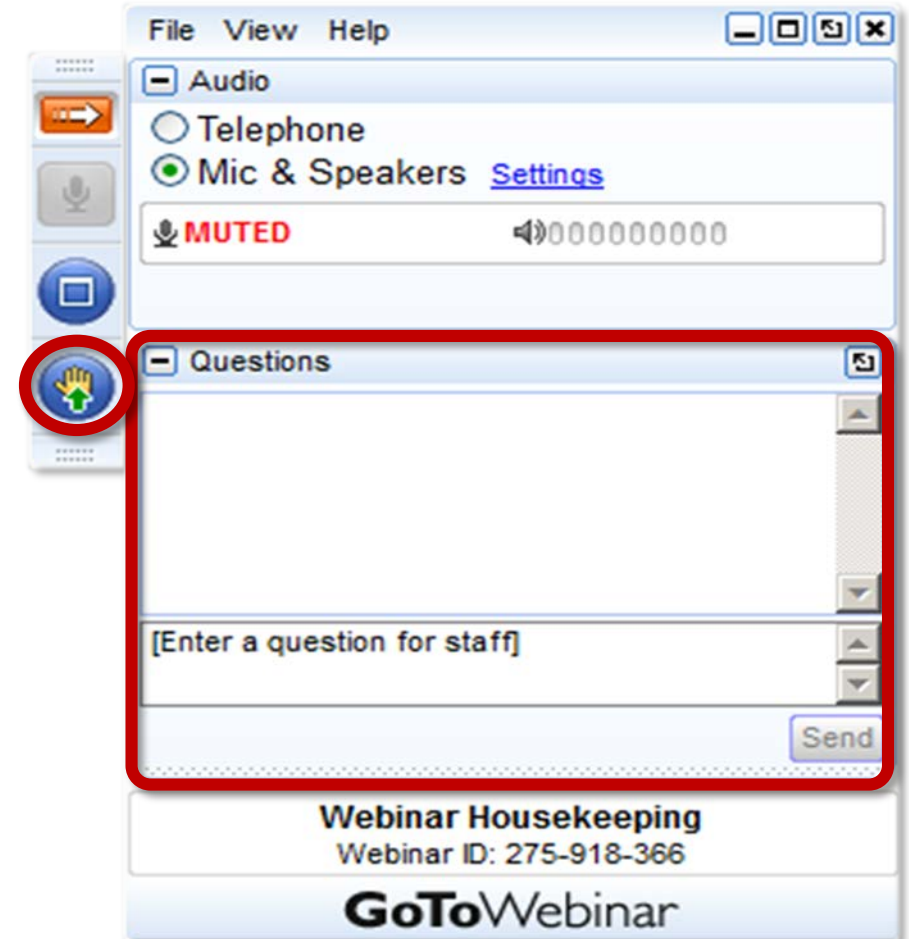 File View Help
Audio
Telephone
Mic & Speakers Settings
MUTED 000000000
Questions
[Enter a question for staff]
Send
Webinar Housekeeping
Webinar ID: 275-918-366
GoToWebinar